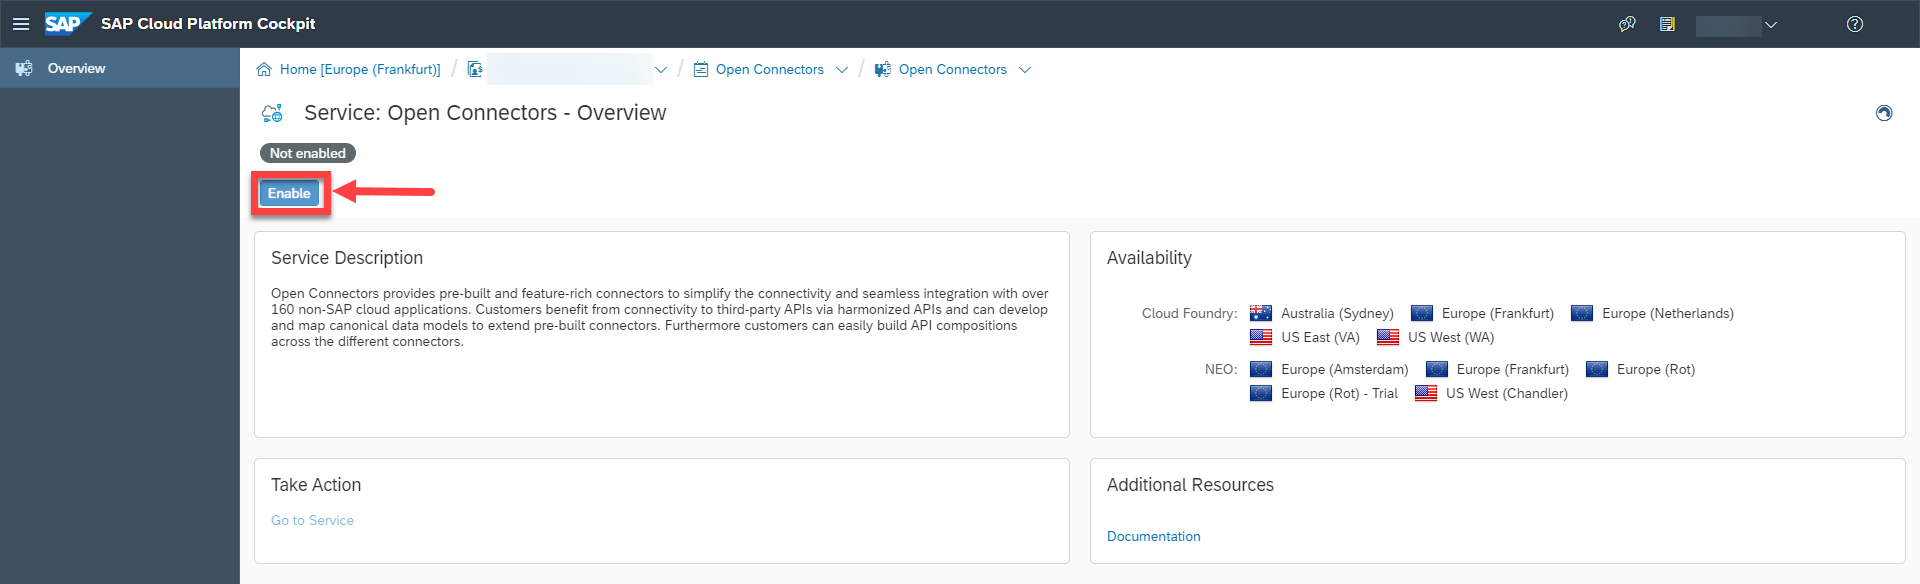 SAP SAP Cloud Platform Cockpit
Overview
Home [Europe (Frankfurt)] / / Open Connectors / Open Connectors
Service: Open Connectors - Overview
Not enabled
Enable
Service Description
Open Connectors provides pre-built and feature-rich connectors to simplify the connectivity and seamless integration with over
160 non-SAP cloud applications. Customers benefit from connectivity to third-party APIs via harmonized APIs and can develop
and map canonical data models to extend pre-built connectors. Furthermore customers can easily build API compositions
across the different connectors.
Availability
Cloud Foundry: Australia (Sydney) Europe (Frankfurt) Europe (Netherlands)
US East (VA) US West (WA)
NEO: Europe (Amsterdam) Europe (Frankfurt) Europe (Rot)
Europe (Rot) - Trial US West (Chandler)
Take Action
Go to Service
Additional Resources
Documentation